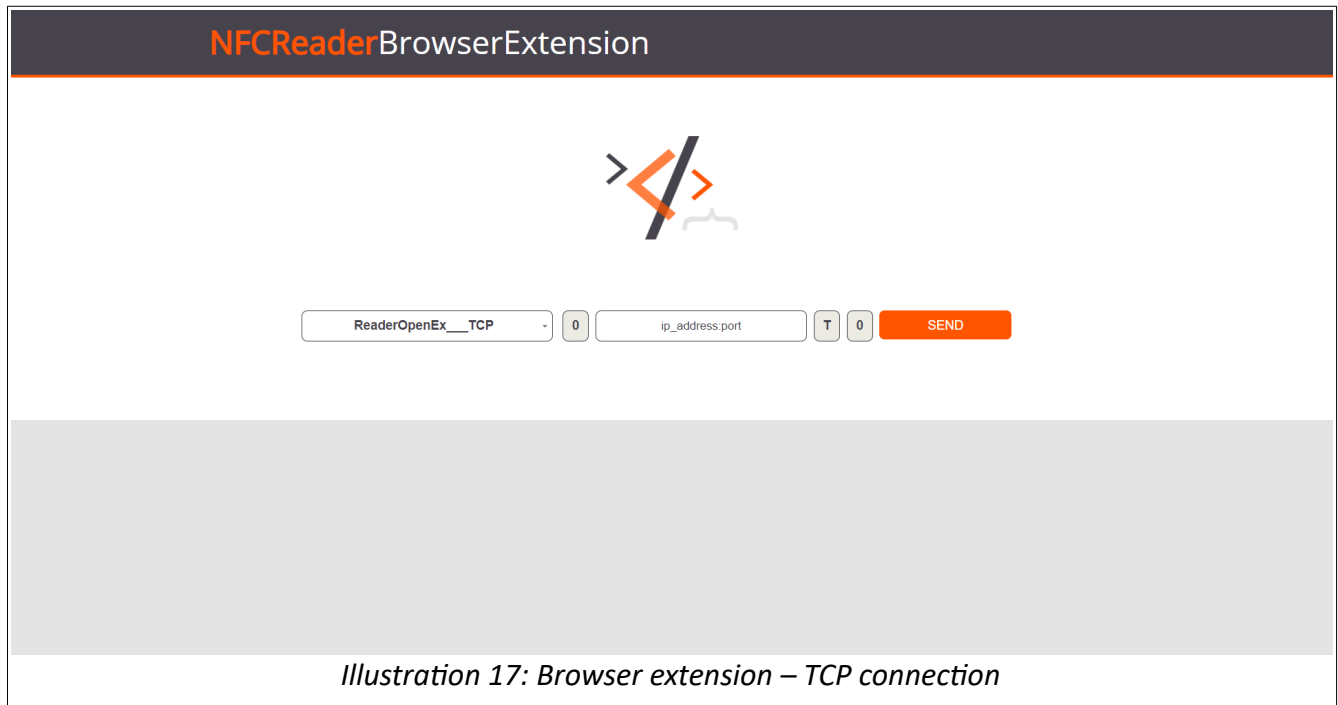 NFCReaderBrowserExtension
ReaderOpenEx___TCP 0 ip_address:port T 0 SEND
Illustration 17: Browser extension – TCP connection